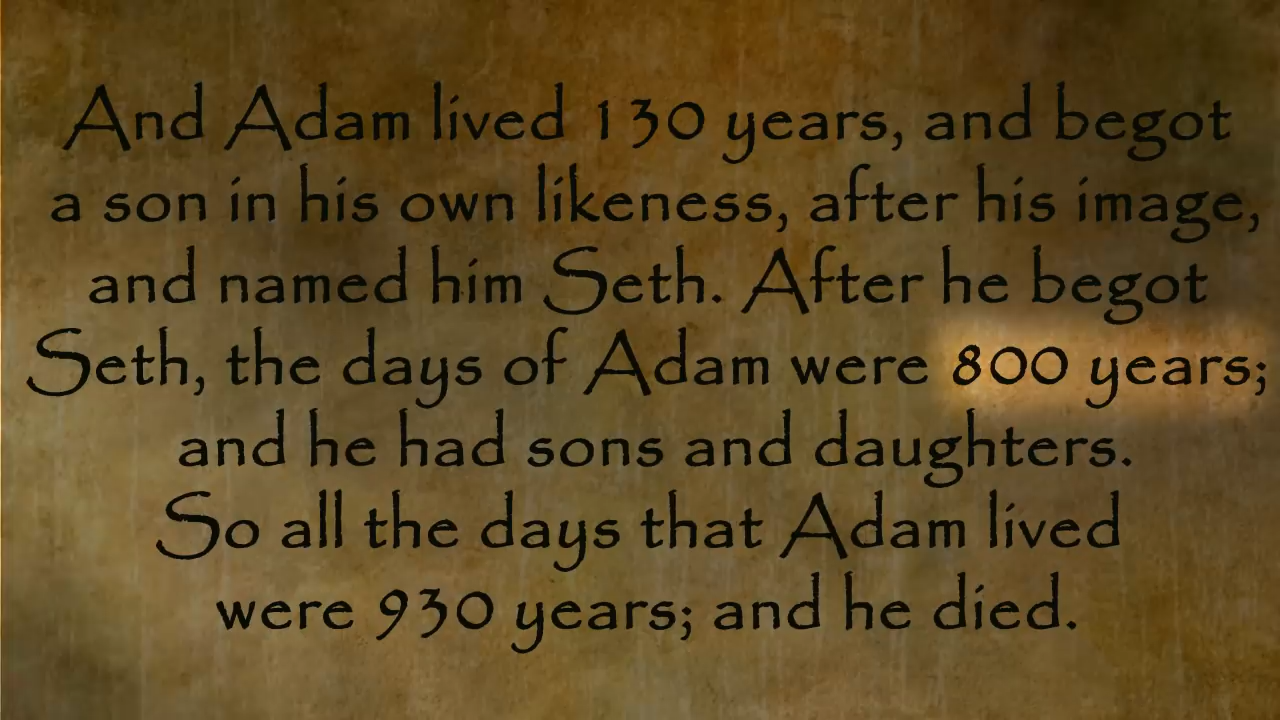 And Adam lived 130 years, and begot
a son in his own likeness, after his image,
and named him Seth. After he begot
Seth, the days of Adam were 800 years;
and he had sons and daughters.
So all the days that Adam lived
were 930 years; and he died.